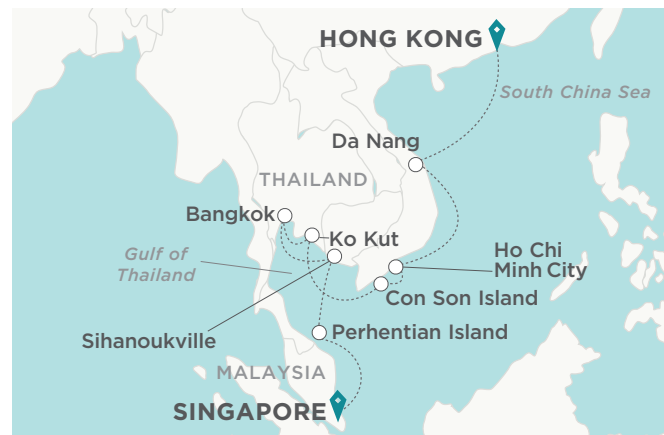 HONG KONG
South China Sea
Da Nang
THAILAND
Bangkok
Ko Kut
Gulf of
Thailand
Ho Chi
Minh City
Con Son Island
Sihanoukville
Perhentian Island
MALAYSIA
SINGAPORE